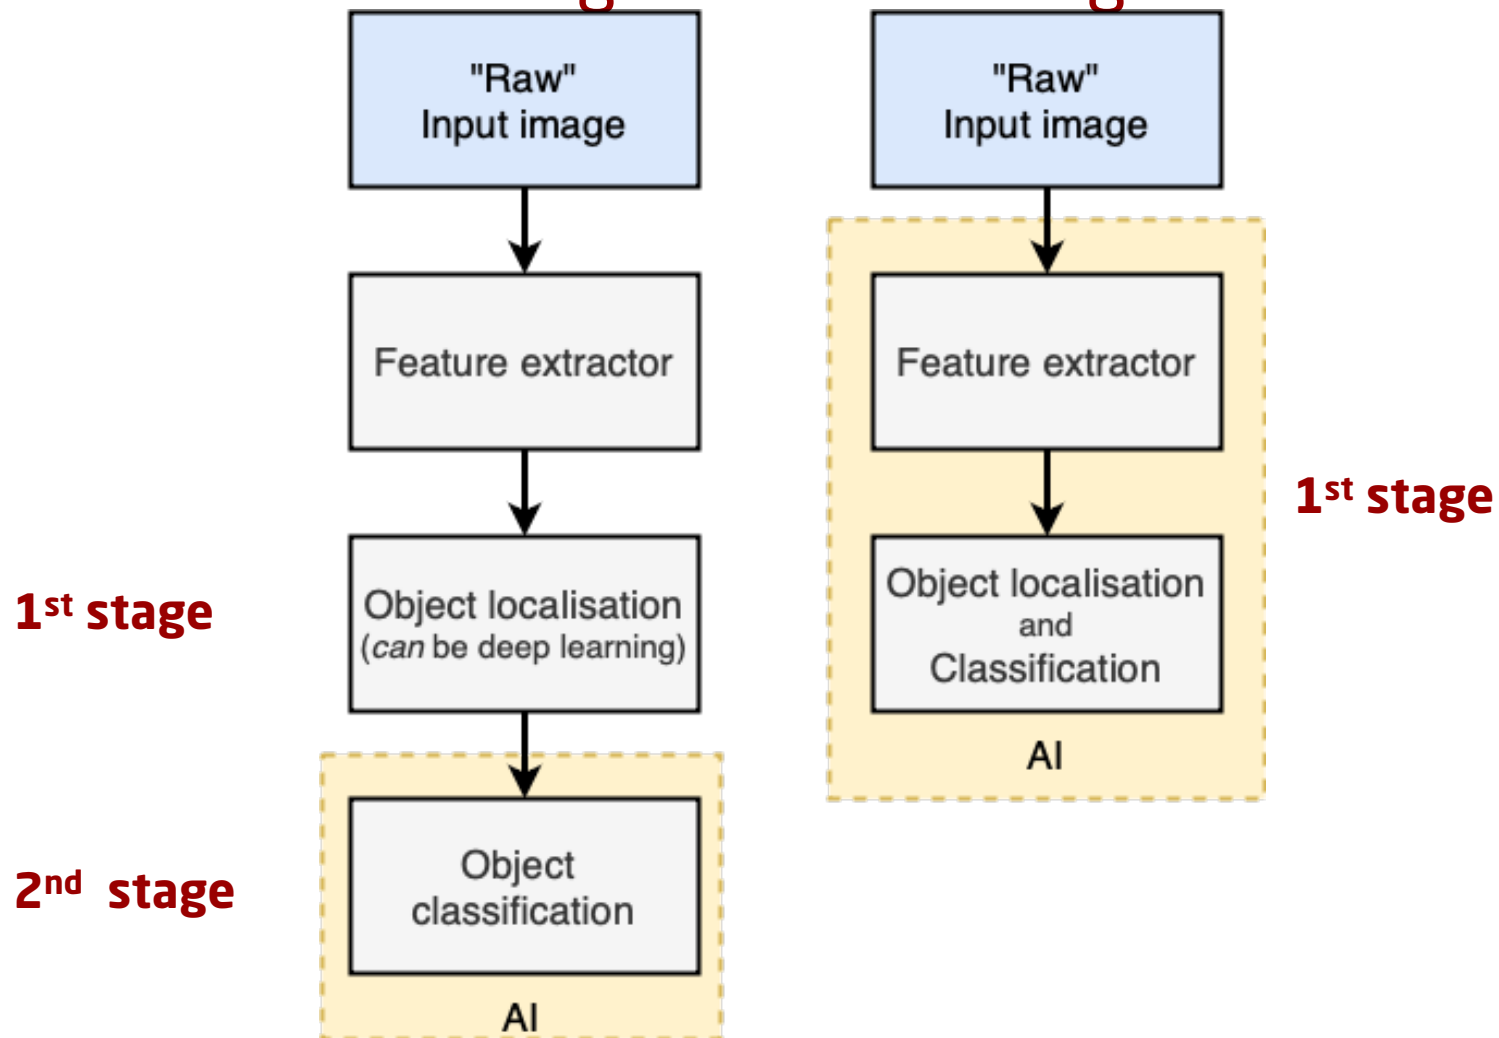 "Raw"
Input image
Feature extractor
1st stage
Object localisation
(can be deep learning)
2nd stage
Object
classification
AI
"Raw"
Input image
Feature extractor
1st stage
Object localisation
and
Classification
AI